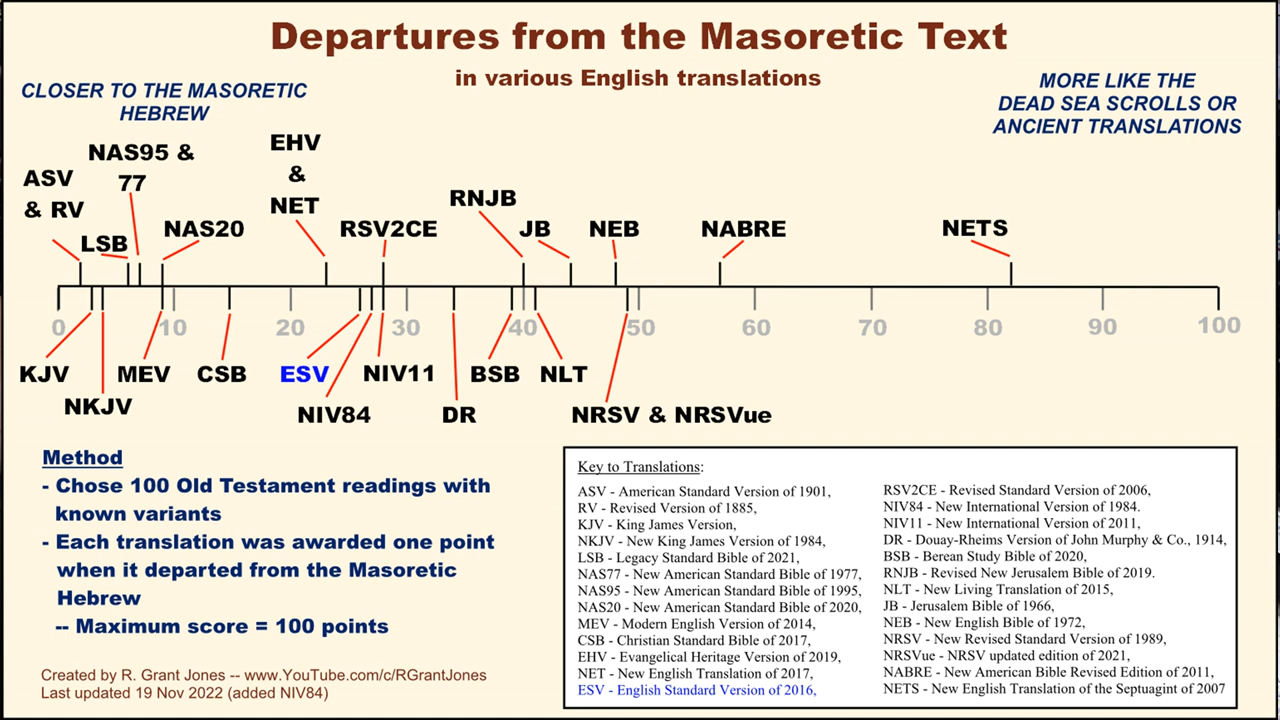 Departures from the Masoretic Text
in various English translations
CLOSER TO THE MASORETIC
HEBREW
MORE LIKE THE
DEAD SEA SCROLLS OR
ANCIENT TRANSLATIONS
ASV
& RV
LSB
NAS95 &
77
NAS20
EHV
&
NET
RSV2CE
RNJB
JB
NEB
NABRE
NETS
0 10 20 30 40 50 60 70 80 90 100
KJV
NKJV
MEV
CSB
ESV
NIV84
NIV11
DR
BSB
NLT
NRSV & NRSVue
Method
- Chose 100 Old Testament readings with
known variants
- Each translation was awarded one point
when it departed from the Masoretic
Hebrew
-- Maximum score = 100 points
Created by R. Grant Jones -- www.YouTube.com/c/RGrantJones
Last updated 19 Nov 2022 (added NIV84)
Key to Translations:
ASV - American Standard Version of 1901,
RV - Revised Version of 1885,
KJV - King James Version,
NKJV - New King James Version of 1984,
LSB - Legacy Standard Bible of 2021,
NAS77 - New American Standard Bible of 1977,
NAS95 - New American Standard Bible of 1995,
NAS20 - New American Standard Bible of 2020,
MEV - Modern English Version of 2014,
CSB - Christian Standard Bible of 2017,
EHV - Evangelical Heritage Version of 2019,
NET - New English Translation of 2017,
ESV - English Standard Version of 2016,
RSV2CE - Revised Standard Version of 2006,
NIV84 - New International Version of 1984.
NIV11 - New International Version of 2011,
DR - Douay-Rheims Version of John Murphy & Co., 1914,
BSB - Berean Study Bible of 2020,
RNJB - Revised New Jerusalem Bible of 2019.
NLT - New Living Translation of 2015,
JB - Jerusalem Bible of 1966,
NEB - New English Bible of 1972,
NRSV - New Revised Standard Version of 1989,
NRSVue - NRSV updated edition of 2021,
NABRE - New American Bible Revised Edition of 2011,
NETS - New English Translation of the Septuagint of 2007